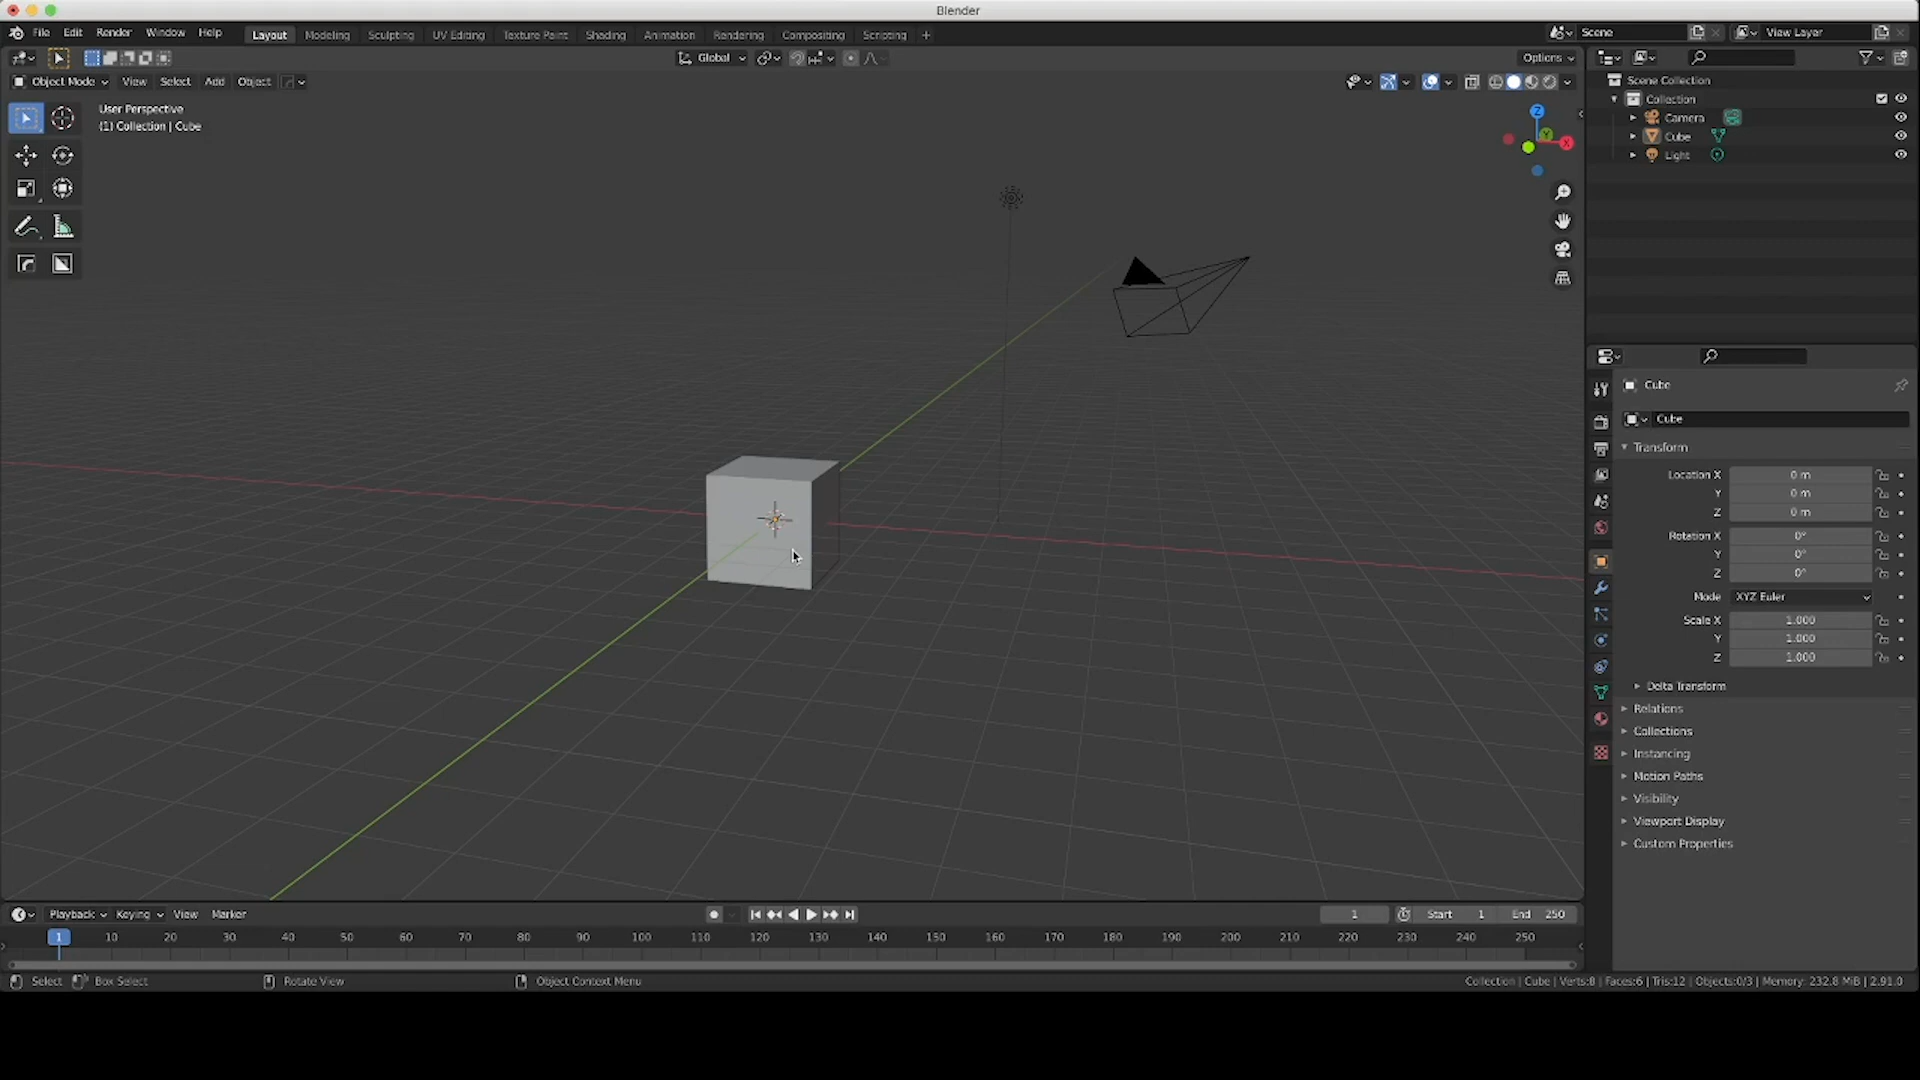 Blender
File Edit Render Window Help Layout Modeling Sculpting UV Editing Texture Paint Shading Animation Rendering Compositing Scripting +
Scene
View Layer
Global
Options
Object Mode View Select Add Object
User Perspective
(1) Collection | Cube
Z
Y
X
Scene Collection
Collection
Camera
Cube
Light
Cube
Cube
Transform
Location X 0 m
Y 0 m
Z 0 m
Rotation X 0°
Y 0°
Z 0°
Mode XYZ Euler
Scale X 1.000
Y 1.000
Z 1.000
Delta Transform
Relations
Collections
Instancing
Motion Paths
Visibility
Viewport Display
Custom Properties
Playback Keying View Marker
1 Start 1 End 250
1 10 20 30 40 50 60 70 80 90 100 110 120 130 140 150 160 170 180 190 200 210 220 230 240 250
Select Box Select Rotate View Object Context Menu
Collection | Cube | Verts:8 | Faces:6 | Tris:12 | Objects:0/3 | Memory: 232.8 MiB | 2.91.0